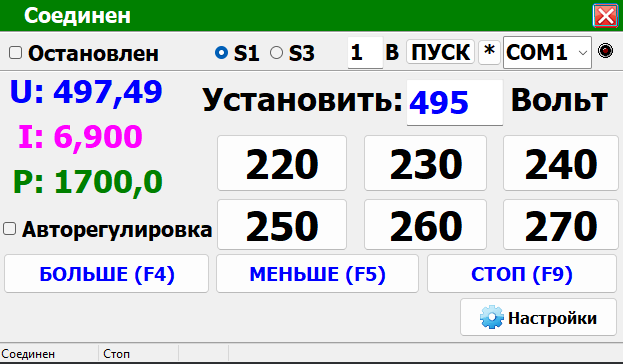 Соединен
Остановлен S1 S3 1 В ПУСК * COM1
U: 497,49
Установить: 495 Вольт
I: 6,900
P: 1700,0
220 230 240
Авторегулировка
250 260 270
БОЛЬШЕ (F4) МЕНЬШЕ (F5) СТОП (F9)
Настройки
Соединен Стоп